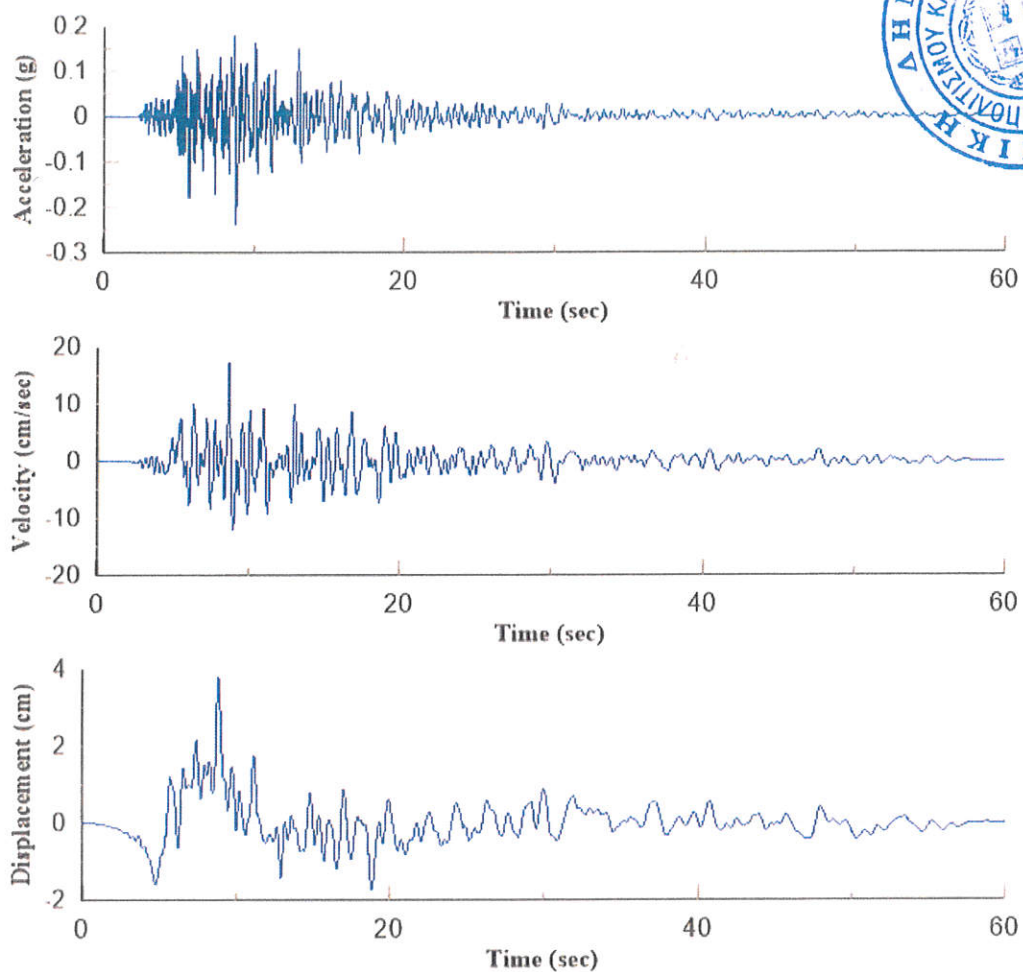 0.2
0.1
0
-0.1
-0.2
-0.3
Acceleration (g)
0 20 40 60
Time (sec)
ΠΟΛΙΤΙΣΜΟΥ
ΙΚΗ
20
10
0
-10
-20
Velocity (cm/sec)
0 20 40 60
Time (sec)
4
2
0
-2
Displacement (cm)
0 20 40 60
Time (sec)